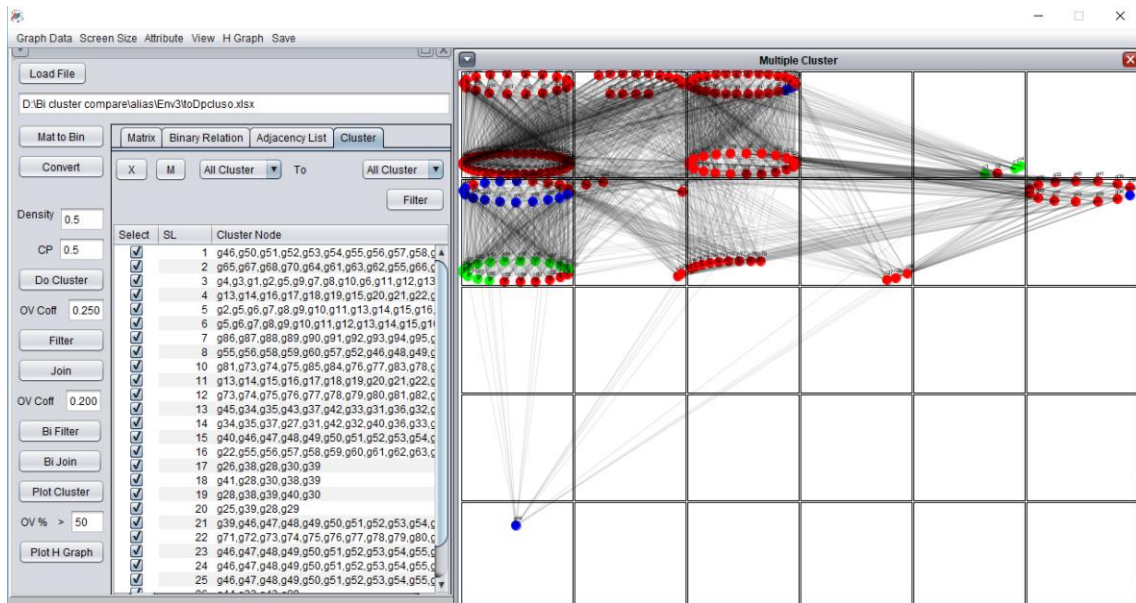 Graph Data Screen Size Attribute View H Graph Save
Load File
D:\Bi cluster compare\alias\Env3\toDpcluso.xlsx
Mat to Bin
Convert
Density 0.5
CP 0.5
Do Cluster
OV Coff 0.250
Filter
Join
OV Coff 0.200
Bi Filter
Bi Join
Plot Cluster
OV % > 50
Plot H Graph
Matrix Binary Relation Adjacency List Cluster
X M All Cluster To All Cluster
Filter
Select SL Cluster Node
1 g46,g50,g51,g52,g53,g54,g55,g56,g57,g58,g
2 g65,g67,g68,g70,g64,g61,g63,g62,g55,g66,g
3 g4,g3,g1,g2,g5,g9,g7,g8,g10,g6,g11,g12,g13
4 g13,g14,g16,g17,g18,g19,g15,g20,g21,g22,g
5 g2,g5,g6,g7,g8,g9,g10,g11,g13,g14,g15,g16,
6 g5,g6,g7,g8,g9,g10,g11,g12,g13,g14,g15,g1
7 g86,g87,g88,g89,g90,g91,g92,g93,g94,g95,g
8 g55,g56,g58,g59,g60,g57,g52,g46,g48,g49,g
10 g81,g73,g74,g75,g85,g84,g76,g77,g83,g78,g
11 g13,g14,g15,g16,g17,g18,g19,g20,g21,g22,g
12 g73,g74,g75,g76,g77,g78,g79,g80,g81,g82,g
13 g45,g34,g35,g43,g37,g42,g33,g31,g36,g32,g
14 g34,g35,g37,g27,g31,g42,g32,g40,g36,g33,g
15 g40,g46,g47,g48,g49,g50,g51,g52,g53,g54,g
16 g22,g55,g56,g57,g58,g59,g60,g61,g62,g63,g
17 g26,g38,g28,g30,g39
18 g41,g28,g30,g38,g39
19 g28,g38,g39,g40,g30
20 g25,g39,g28,g29
21 g39,g46,g47,g48,g49,g50,g51,g52,g53,g54,g
22 g71,g72,g73,g74,g75,g76,g77,g78,g79,g80,g
23 g46,g47,g48,g49,g50,g51,g52,g53,g54,g55,g
24 g46,g47,g48,g49,g50,g51,g52,g53,g54,g55,g
25 g46,g47,g48,g49,g50,g51,g52,g53,g54,g55,g
Multiple Cluster